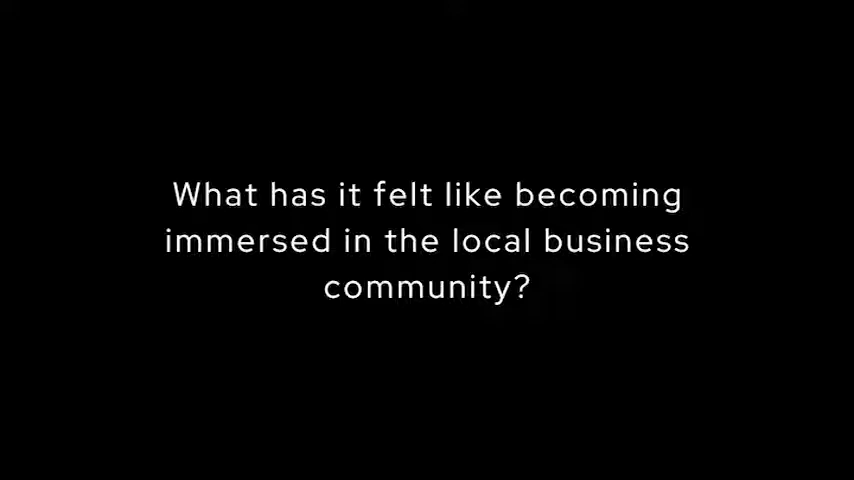 What has it felt like becoming
immersed in the local business
community?